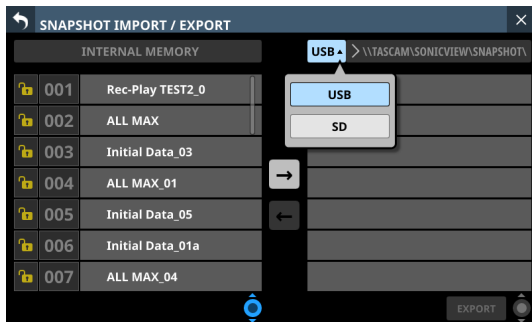 SNAPSHOT IMPORT / EXPORT
INTERNAL MEMORY
USB \\TASCAM\SONICVIEW\SNAPSHOT\
USB
SD
001 Rec-Play TEST2_0
002 ALL MAX
003 Initial Data_03
004 ALL MAX_01
005 Initial Data_05
006 Initial Data_01a
007 ALL MAX_04
EXPORT